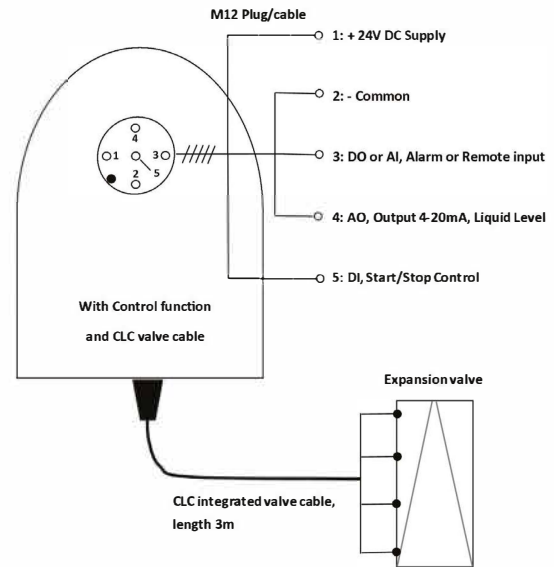 M12 Plug/cable
1: + 24V DC Supply
2: - Common
3: DO or AI, Alarm or Remote input
4: AO, Output 4-20mA, Liquid Level
5: DI, Start/Stop Control
4
1
3
2
5
With Control function
and CLC valve cable
Expansion valve
CLC integrated valve cable,
length 3m